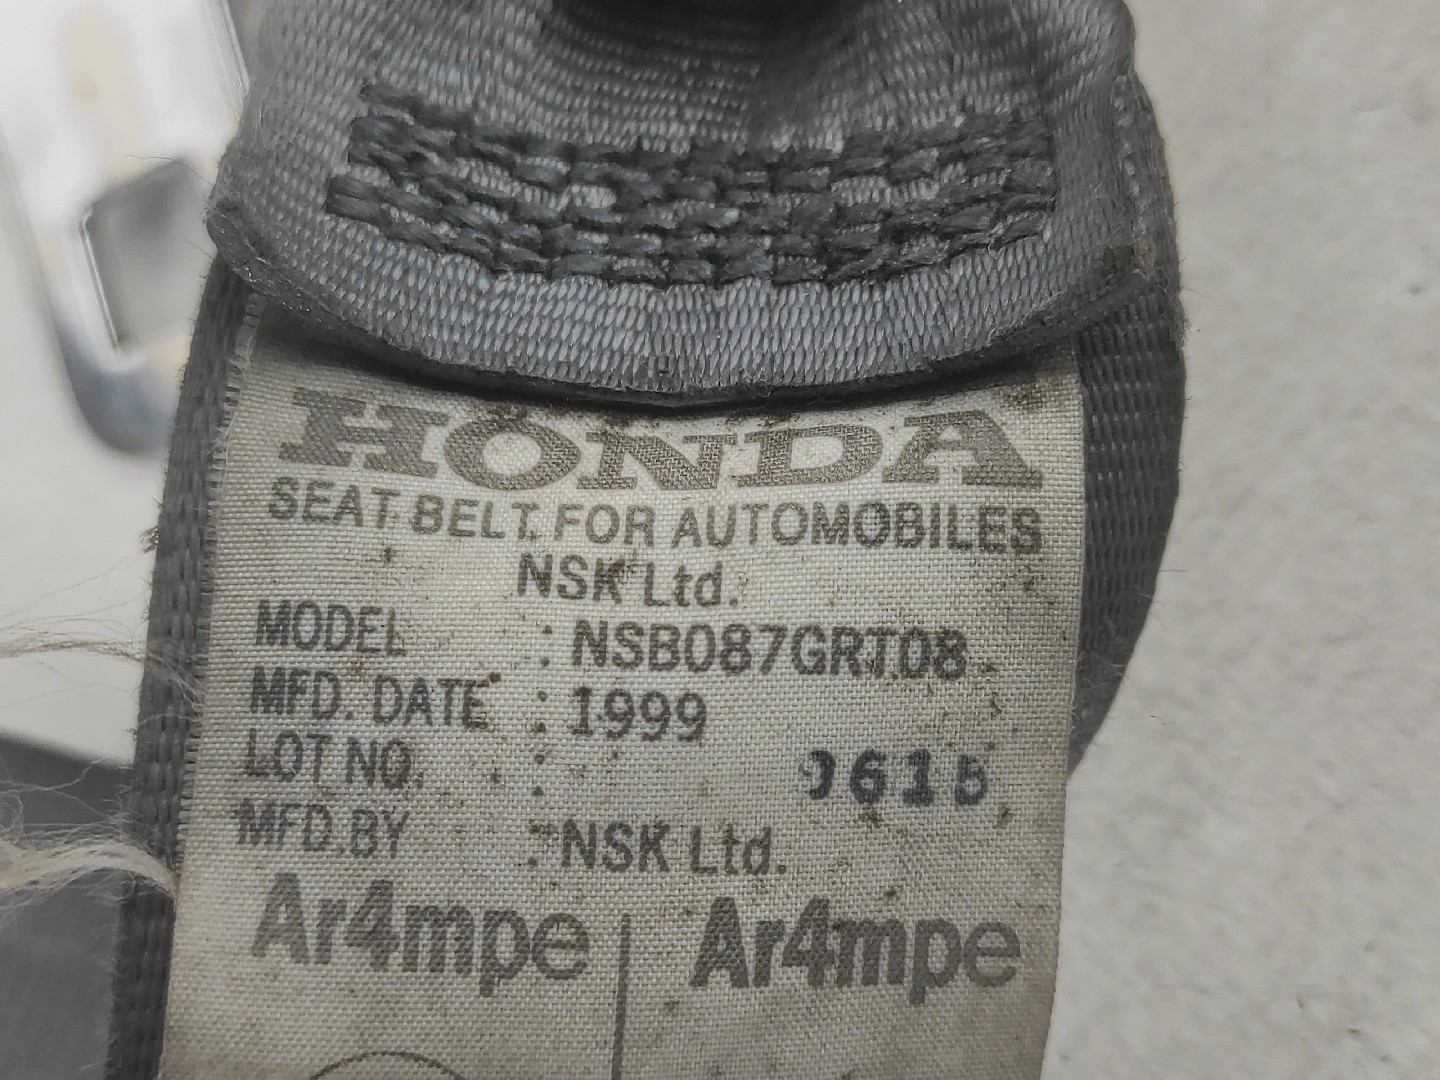 HONDA
SEAT BELT FOR AUTOMOBILES
NSK Ltd.
MODEL : NSB087GRT08
MFD. DATE : 1999
LOT NO. : 0615
MFD.BY : NSK Ltd.
Ar4mpe | Ar4mpe